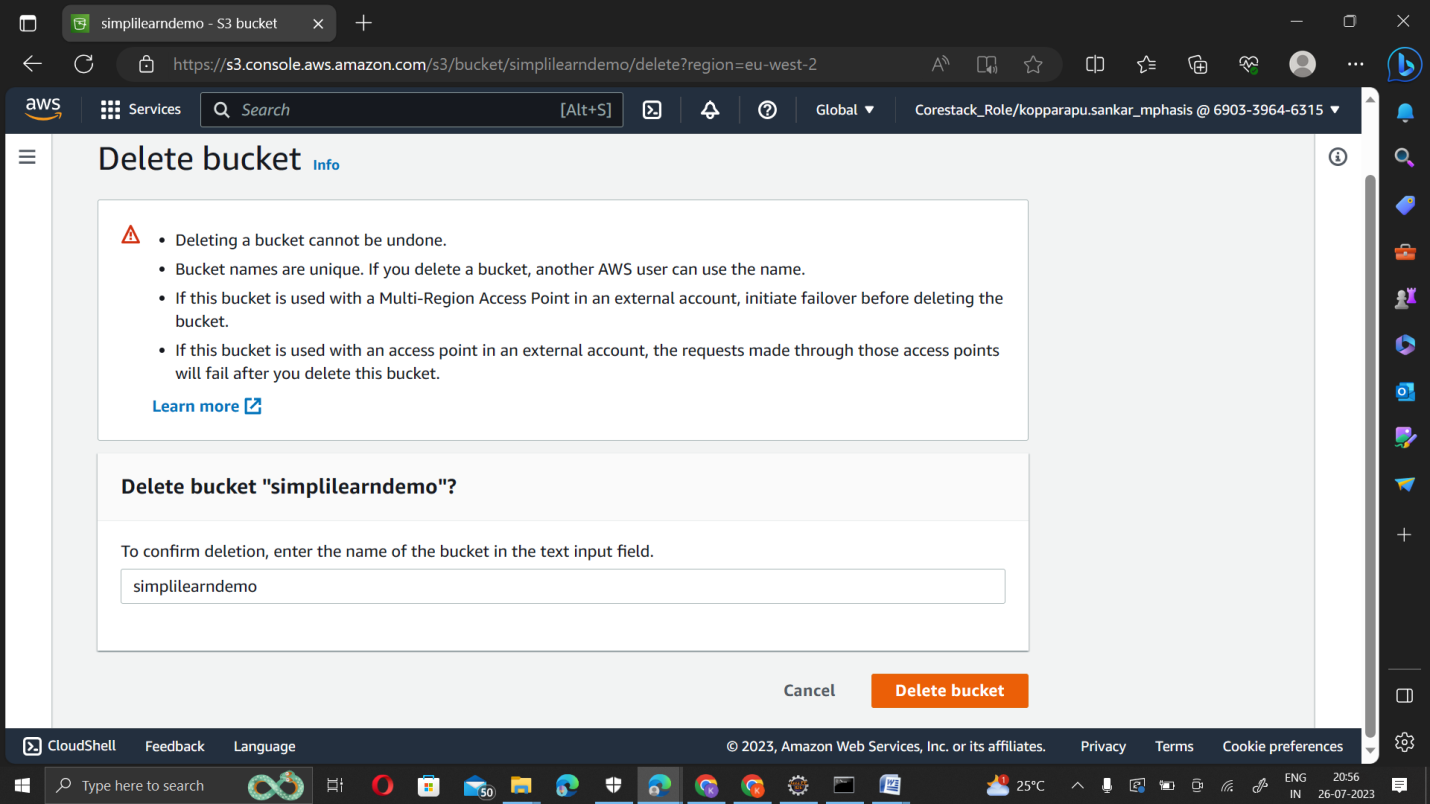 simplilearndemo - S3 bucket
https://s3.console.aws.amazon.com/s3/bucket/simplilearndemo/delete?region=eu-west-2
aws
Services
Search [Alt+S]
Global
Corestack_Role/kopparapu.sankar_mphasis @ 6903-3964-6315
Delete bucket Info
• Deleting a bucket cannot be undone.
• Bucket names are unique. If you delete a bucket, another AWS user can use the name.
• If this bucket is used with a Multi-Region Access Point in an external account, initiate failover before deleting the
bucket.
• If this bucket is used with an access point in an external account, the requests made through those access points
will fail after you delete this bucket.
Learn more
Delete bucket "simplilearndemo"?
To confirm deletion, enter the name of the bucket in the text input field.
simplilearndemo
Cancel
Delete bucket
CloudShell Feedback Language
© 2023, Amazon Web Services, Inc. or its affiliates. Privacy Terms Cookie preferences
Type here to search
50
1
25°C
ENG
IN
20:56
26-07-2023